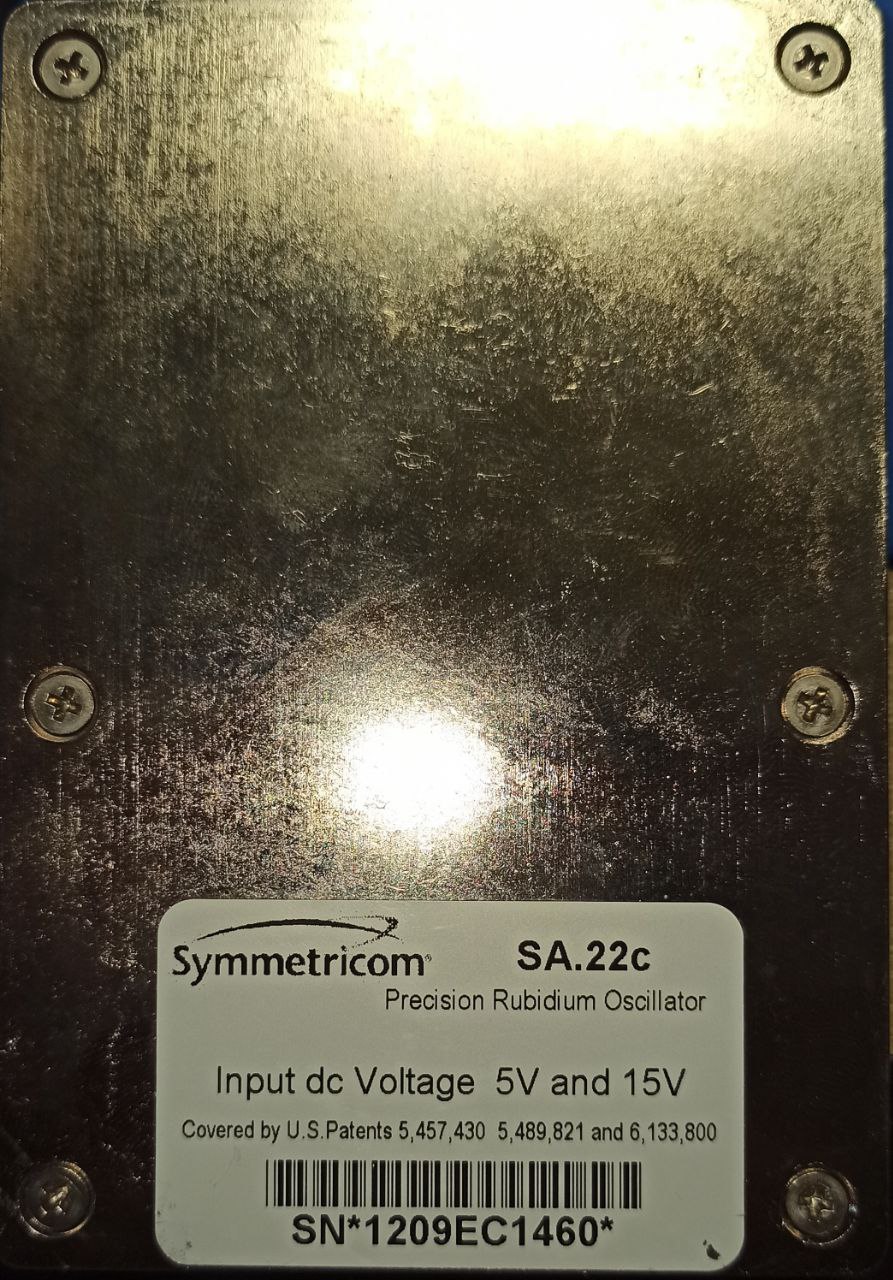 Symmetricom® SA.22c
Precision Rubidium Oscillator
Input dc Voltage 5V and 15V
Covered by U.S.Patents 5,457,430 5,489,821 and 6,133,800
SN*1209EC1460*